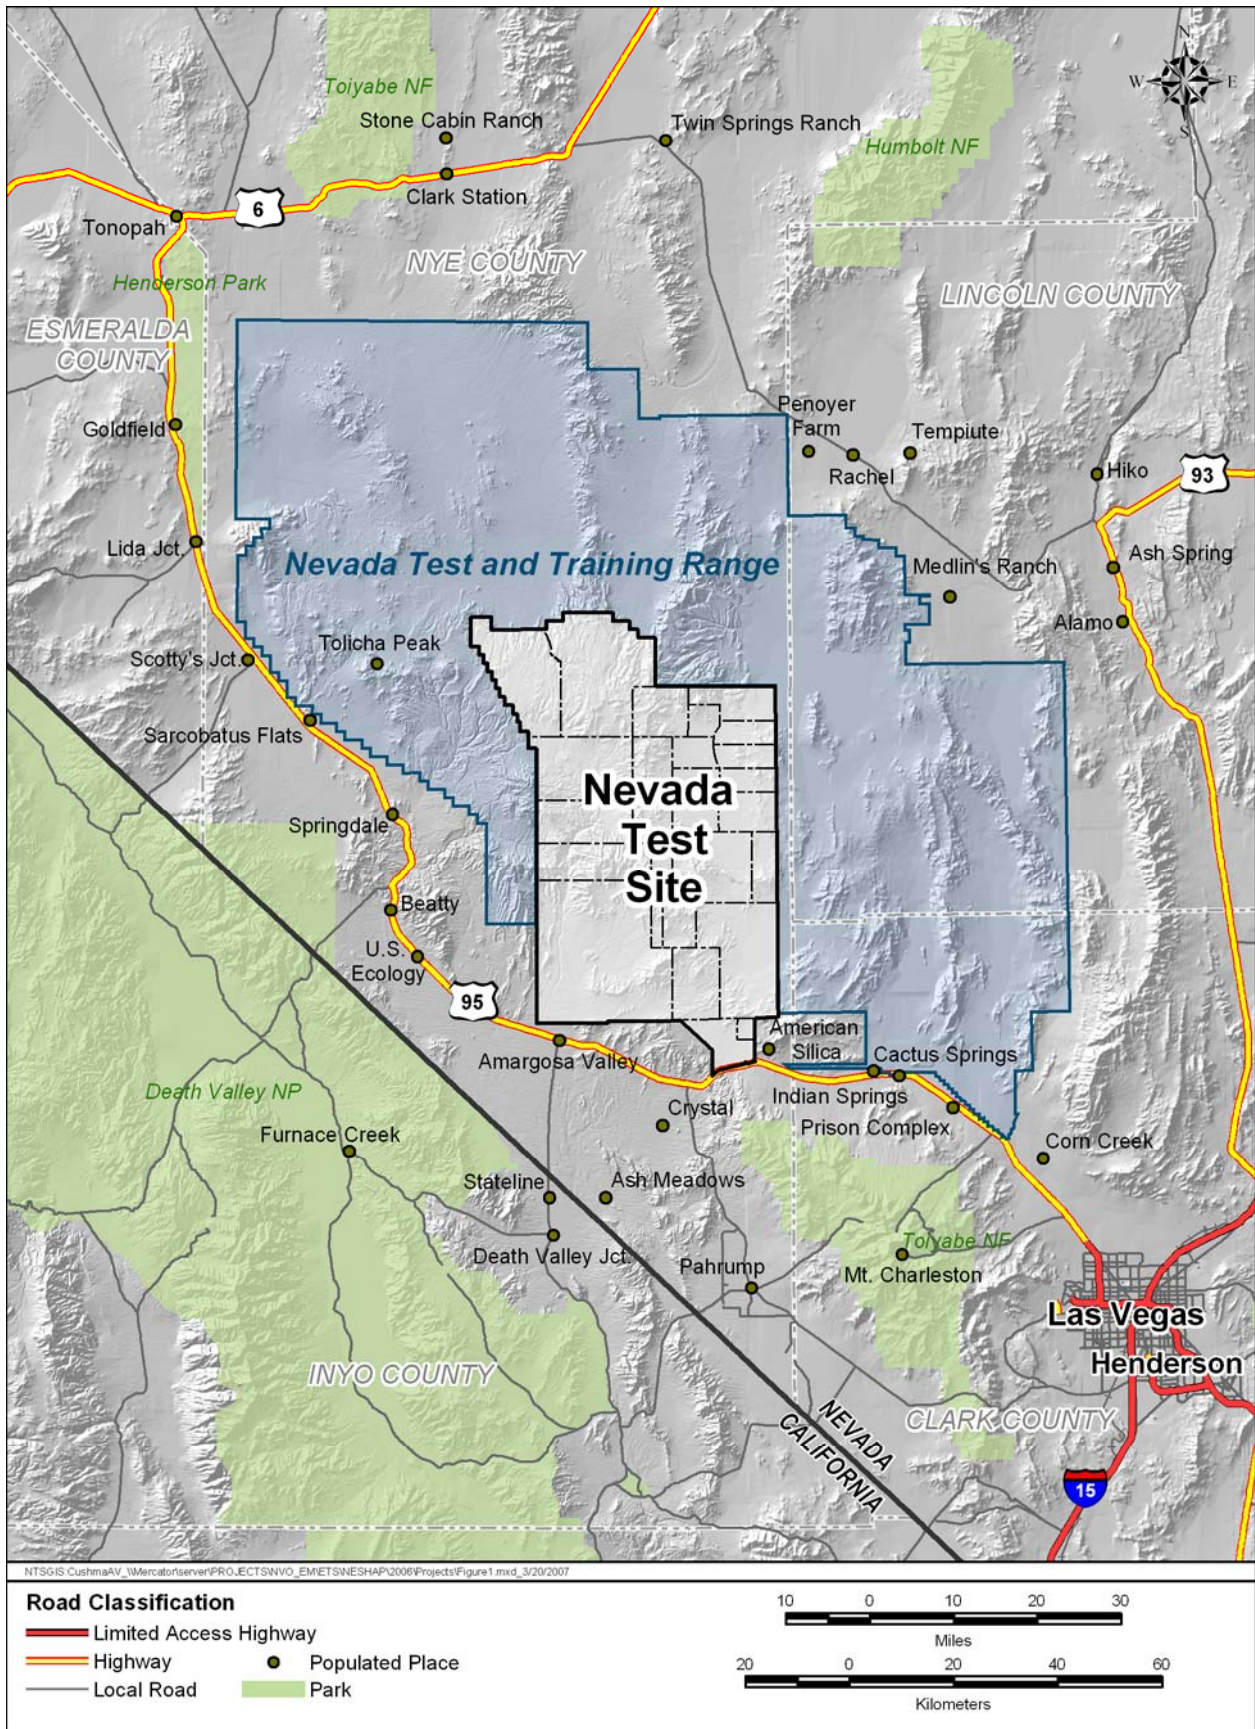 N
W
E
S
Toiyabe NF
Stone Cabin Ranch
Twin Springs Ranch
Humbolt NF
Clark Station
6
Tonopah
NYE COUNTY
Henderson Park
LINCOLN COUNTY
ESMERALDA
COUNTY
Penoyer
Farm
Tempiute
Goldfield
Rachel
Hiko
93
Lida Jct.
Nevada Test and Training Range
Ash Spring
Medlin's Ranch
Alamo
Tolicha Peak
Scotty's Jct.
Sarcobatus Flats
Nevada
Test
Site
Springdale
Beatty
U.S.
Ecology
95
American
Silica
Amargosa Valley
Cactus Springs
Indian Springs
Death Valley NP
Crystal
Prison Complex
Furnace Creek
Corn Creek
Stateline
Ash Meadows
Death Valley Jct.
Toiyabe NF
Pahrump
Mt. Charleston
Las Vegas
Henderson
INYO COUNTY
NEVADA
CALIFORNIA
CLARK COUNTY
15
Road Classification
Limited Access Highway
Highway
Local Road
Populated Place
Park
10 0 10 20 30
Miles
20 0 20 40 60
Kilometers